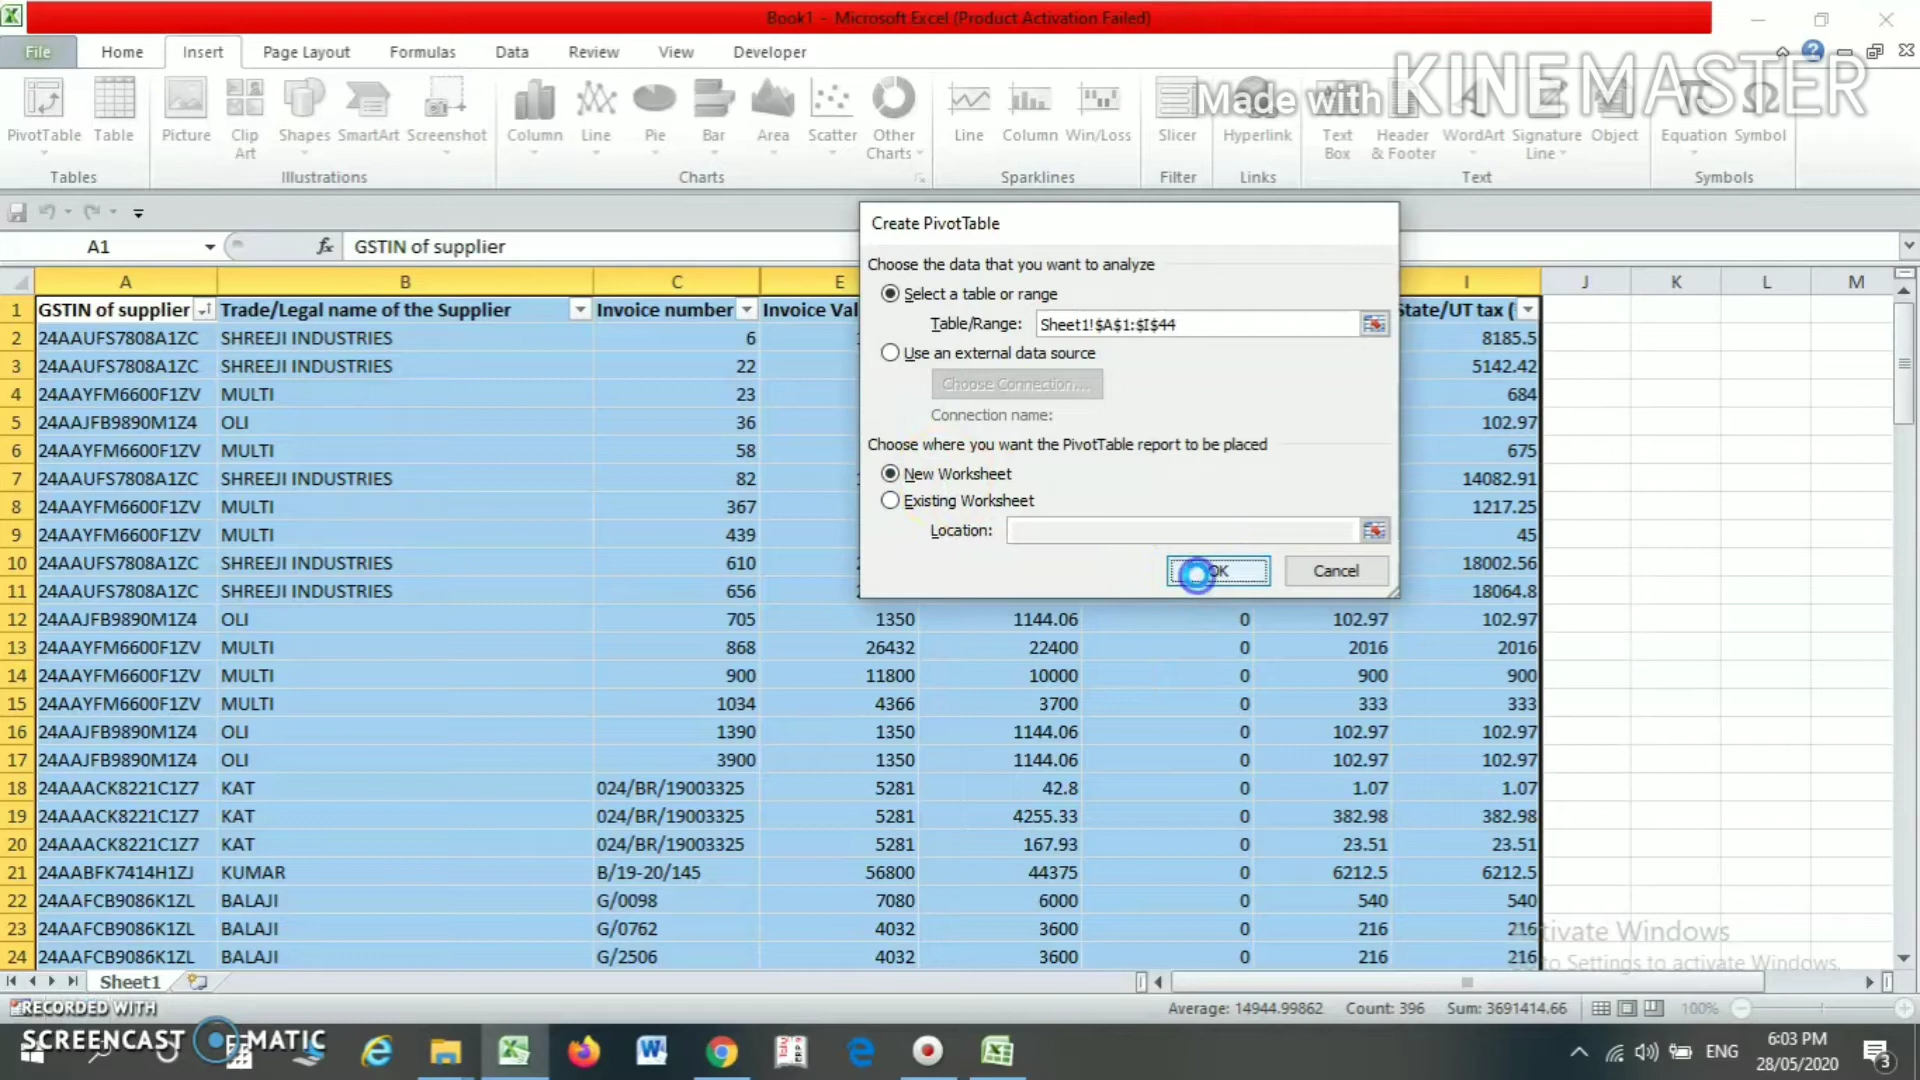 Book1 - Microsoft Excel (Product Activation Failed)
File Home Insert Page Layout Formulas Data Review View Developer
Made with KINEMASTER
PivotTable Table Picture Clip Art Shapes SmartArt Screenshot Column Line Pie Bar Area Scatter Other Charts Line Column Win/Loss Slicer Hyperlink Text Box Header & Footer WordArt Signature Line Object Equation Symbol
Tables Illustrations Charts Sparklines Filter Links Text Symbols
A1 fx GSTIN of supplier
Create PivotTable
Choose the data that you want to analyze
Select a table or range
Table/Range: Sheet1!$A$1:$I$44
Use an external data source
Choose Connection...
Connection name:
Choose where you want the PivotTable report to be placed
New Worksheet
Existing Worksheet
Location:
OK Cancel
A B C E I J K L M
1 GSTIN of supplier Trade/Legal name of the Supplier Invoice number Invoice Val State/UT tax (
2 24AAUFS7808A1ZC SHREEJI INDUSTRIES 6 8185.5
3 24AAUFS7808A1ZC SHREEJI INDUSTRIES 22 5142.42
4 24AAYFM6600F1ZV MULTI 23 684
5 24AAJFB9890M1Z4 OLI 36 102.97
6 24AAYFM6600F1ZV MULTI 58 675
7 24AAUFS7808A1ZC SHREEJI INDUSTRIES 82 14082.91
8 24AAYFM6600F1ZV MULTI 367 1217.25
9 24AAYFM6600F1ZV MULTI 439 45
10 24AAUFS7808A1ZC SHREEJI INDUSTRIES 610 18002.56
11 24AAUFS7808A1ZC SHREEJI INDUSTRIES 656 18064.8
12 24AAJFB9890M1Z4 OLI 705 1350 1144.06 0 102.97 102.97
13 24AAYFM6600F1ZV MULTI 868 26432 22400 0 2016 2016
14 24AAYFM6600F1ZV MULTI 900 11800 10000 0 900 900
15 24AAYFM6600F1ZV MULTI 1034 4366 3700 0 333 333
16 24AAJFB9890M1Z4 OLI 1390 1350 1144.06 0 102.97 102.97
17 24AAJFB9890M1Z4 OLI 3900 1350 1144.06 0 102.97 102.97
18 24AAACK8221C1Z7 KAT 024/BR/19003325 5281 42.8 0 1.07 1.07
19 24AAACK8221C1Z7 KAT 024/BR/19003325 5281 4255.33 0 382.98 382.98
20 24AAACK8221C1Z7 KAT 024/BR/19003325 5281 167.93 0 23.51 23.51
21 24AABFK7414H1ZJ KUMAR B/19-20/145 56800 44375 0 6212.5 6212.5
22 24AAFCB9086K1ZL BALAJI G/0098 7080 6000 0 540 540
23 24AAFCB9086K1ZL BALAJI G/0762 4032 3600 0 216 216
24 24AAFCB9086K1ZL BALAJI G/2506 4032 3600 0 216 216
Activate Windows
to Settings to activate Windows.
Sheet1
RECORDED WITH
SCREENCAST MATIC
Average: 14944.99862 Count: 396 Sum: 3691414.66 100%
ENG
6:03 PM
28/05/2020
3